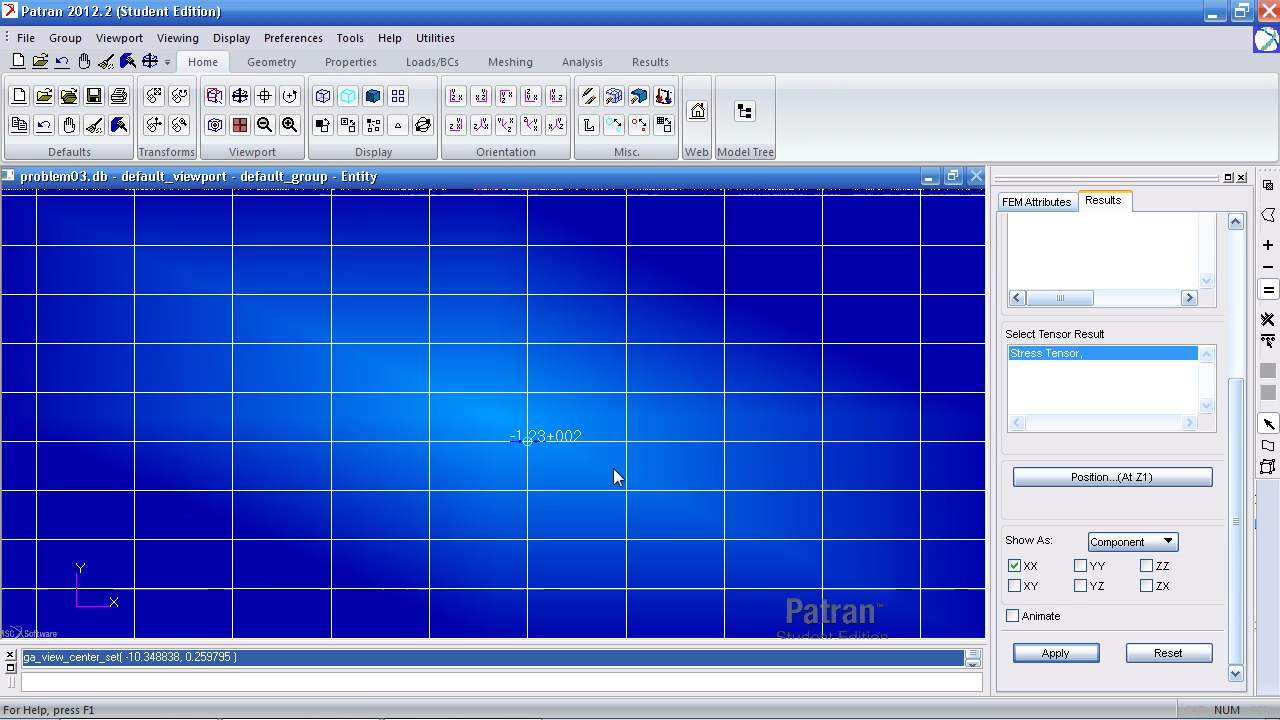 Patran 2012.2 (Student Edition)
File Group Viewport Viewing Display Preferences Tools Help Utilities
Home Geometry Properties Loads/BCs Meshing Analysis Results
Defaults Transforms Viewport Display Orientation Misc. Web Model Tree
problem03.db - default_viewport - default_group - Entity
FEM Attributes Results
Select Tensor Result
Stress Tensor,
-1.23+002
Position...(At Z1)
Show As: Component
XX YY ZZ
XY YZ ZX
Y
X
Animate
Patran™
Student Edition
MSC Software
Apply Reset
ga_view_center_set( -10.348838, 0.259795 )
For Help, press F1
NUM